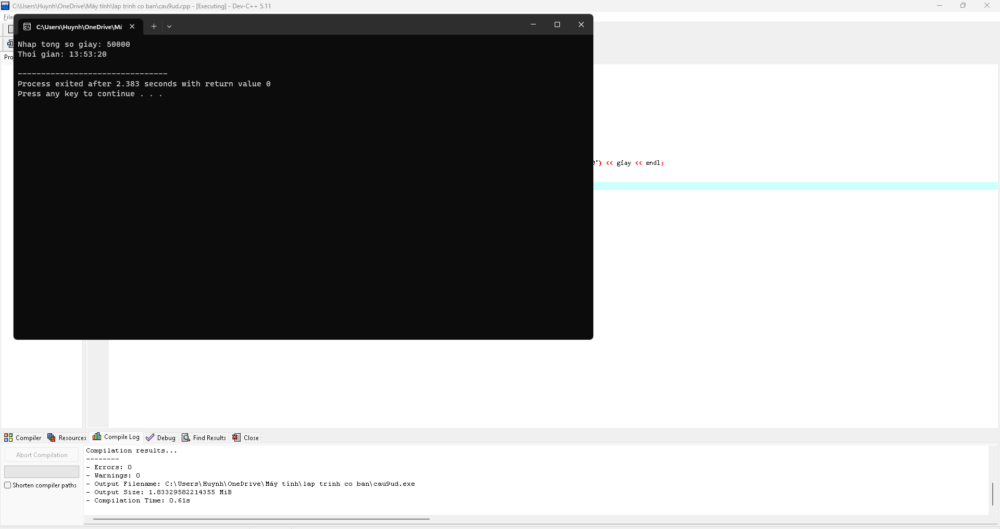 C:\Users\Huynh\OneDrive\Máy tính\lap trinh co ban\cau9ud.cpp - [Executing] - Dev-C++ 5.11
File
C:\Users\Huynh\OneDrive\Má
Nhap tong so giay: 50000
Thoi gian: 13:53:20
--------------------------------
Process exited after 2.383 seconds with return value 0
Press any key to continue . . .
') << giay << endl;
Compiler Resources Compile Log Debug Find Results Close
Abort Compilation
Shorten compiler paths
Compilation results...
--------
- Errors: 0
- Warnings: 0
- Output Filename: C:\Users\Huynh\OneDrive\Máy tính\lap trinh co ban\cau9ud.exe
- Output Size: 1.83329582214355 MiB
- Compilation Time: 0.61s